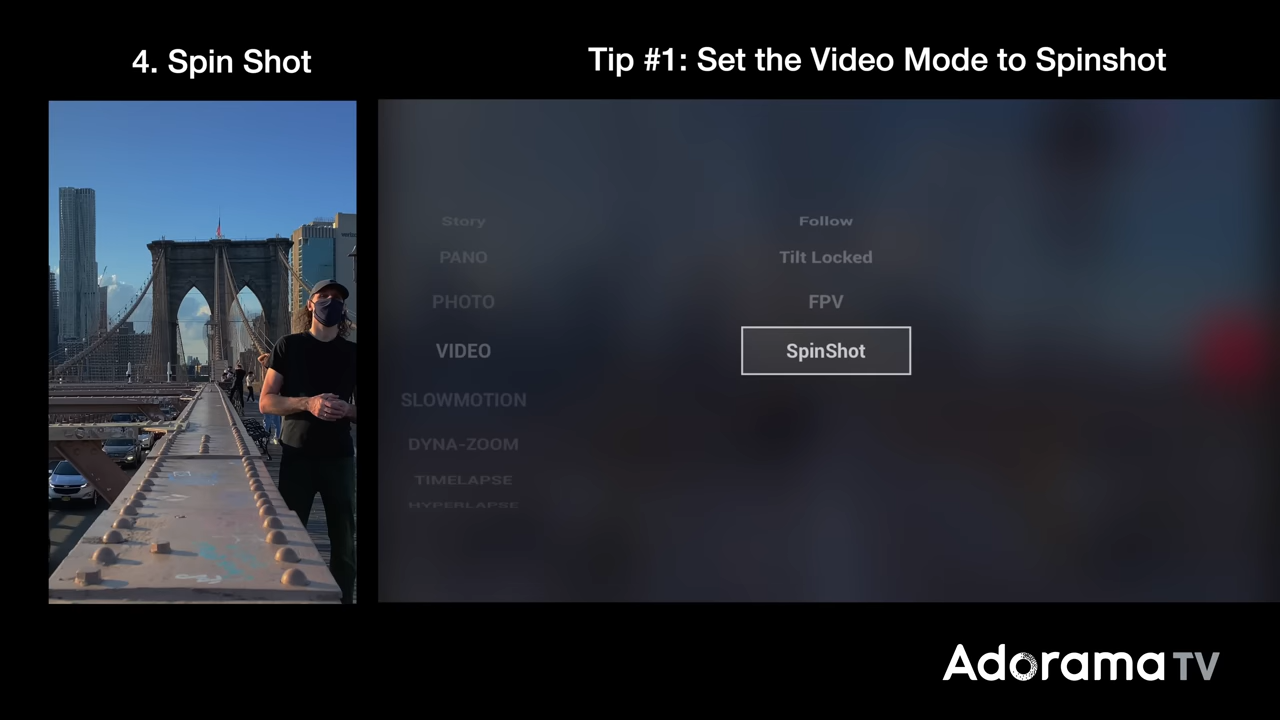 4. Spin Shot
Tip #1: Set the Video Mode to Spinshot
Story
PANO
PHOTO
VIDEO
SLOWMOTION
DYNA-ZOOM
TIMELAPSE
HYPERLAPSE
Follow
Tilt Locked
FPV
SpinShot
Adorama TV